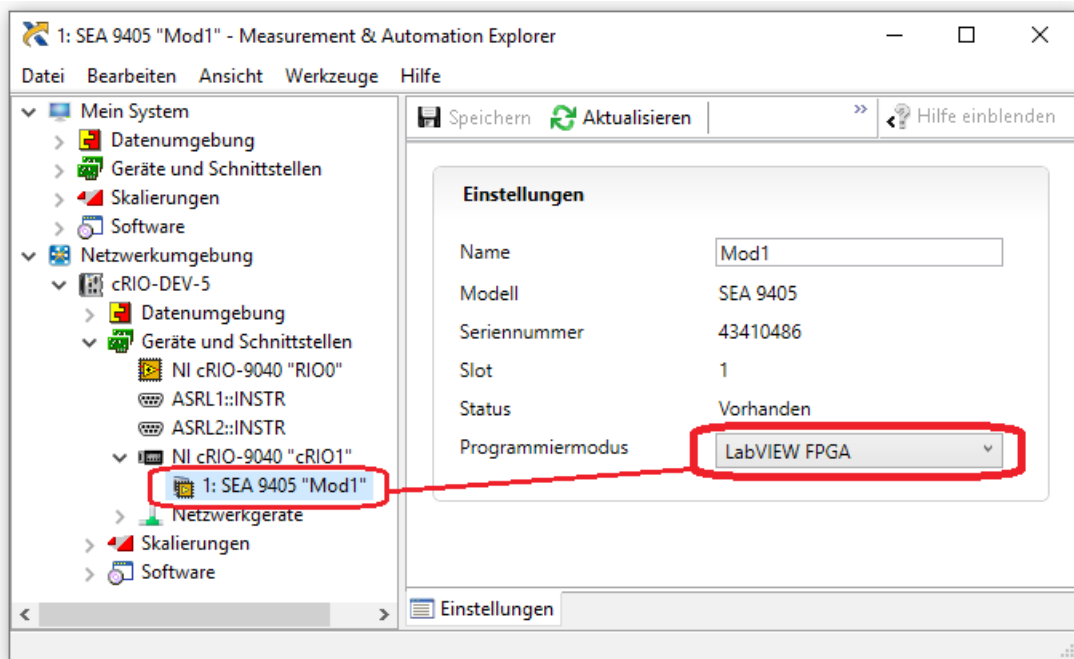 1: SEA 9405 "Mod1" - Measurement & Automation Explorer
Datei Bearbeiten Ansicht Werkzeuge Hilfe
Mein System
Datenumgebung
Geräte und Schnittstellen
Skalierungen
Software
Netzwerkumgebung
cRIO-DEV-5
Datenumgebung
Geräte und Schnittstellen
NI cRIO-9040 "RIO0"
ASRL1::INSTR
ASRL2::INSTR
NI cRIO-9040 "cRIO1"
1: SEA 9405 "Mod1"
Netzwerkgeräte
Skalierungen
Software
Speichern Aktualisieren » Hilfe einblenden
Einstellungen
Name Mod1
Modell SEA 9405
Seriennummer 43410486
Slot 1
Status Vorhanden
Programmiermodus LabVIEW FPGA
Einstellungen